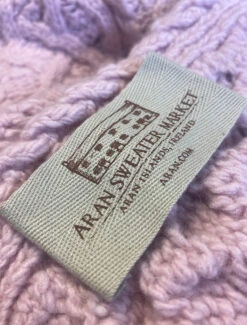 ARAN SWEATER MARKET
ARAN ISLANDS, IRELAND
ARAN.COM